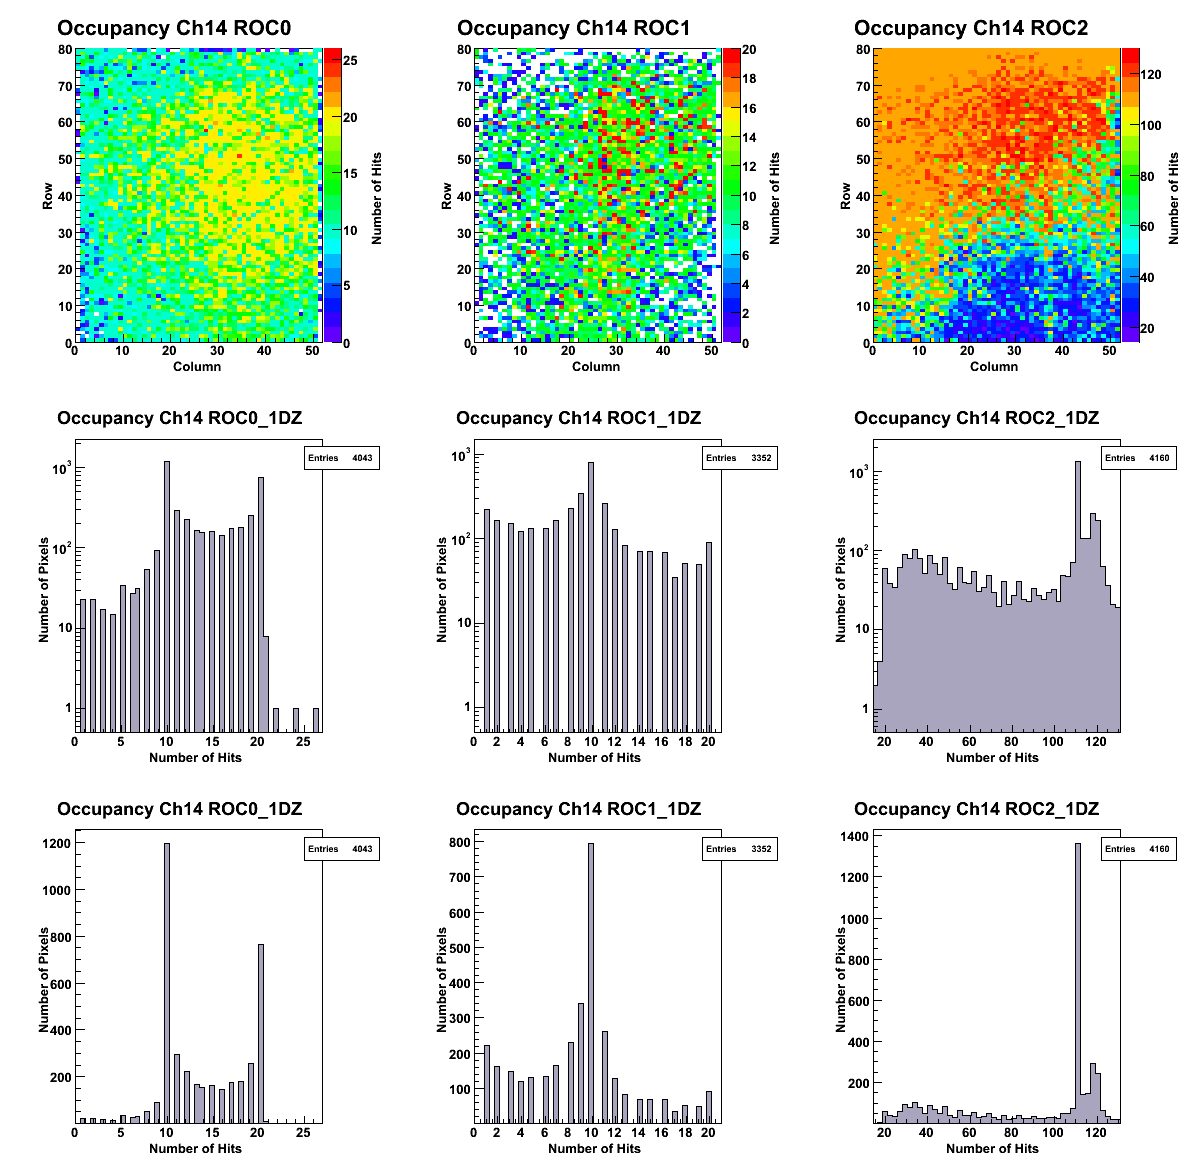 Occupancy Ch14 ROC0
Occupancy Ch14 ROC1
Occupancy Ch14 ROC2
80
70
60
50
40
30
20
10
0
0 10 20 30 40 50
Row
Column
25
20
15
10
5
0
Number of Hits
80
70
60
50
40
30
20
10
0
0 10 20 30 40 50
Row
Column
20
18
16
14
12
10
8
6
4
2
0
Number of Hits
80
70
60
50
40
30
20
10
0
0 10 20 30 40 50
Row
Column
120
100
80
60
40
20
Number of Hits
Occupancy Ch14 ROC0_1DZ
Entries 4043
10³
10²
10
1
Number of Pixels
0 5 10 15 20 25
Number of Hits
Occupancy Ch14 ROC1_1DZ
Entries 3352
10³
10²
10
1
Number of Pixels
0 2 4 6 8 10 12 14 16 18 20
Number of Hits
Occupancy Ch14 ROC2_1DZ
Entries 4160
10³
10²
10
1
Number of Pixels
20 40 60 80 100 120
Number of Hits
Occupancy Ch14 ROC0_1DZ
Entries 4043
1200
1000
800
600
400
200
Number of Pixels
0 5 10 15 20 25
Number of Hits
Occupancy Ch14 ROC1_1DZ
Entries 3352
800
700
600
500
400
300
200
100
Number of Pixels
0 2 4 6 8 10 12 14 16 18 20
Number of Hits
Occupancy Ch14 ROC2_1DZ
Entries 4160
1400
1200
1000
800
600
400
200
Number of Pixels
20 40 60 80 100 120
Number of Hits